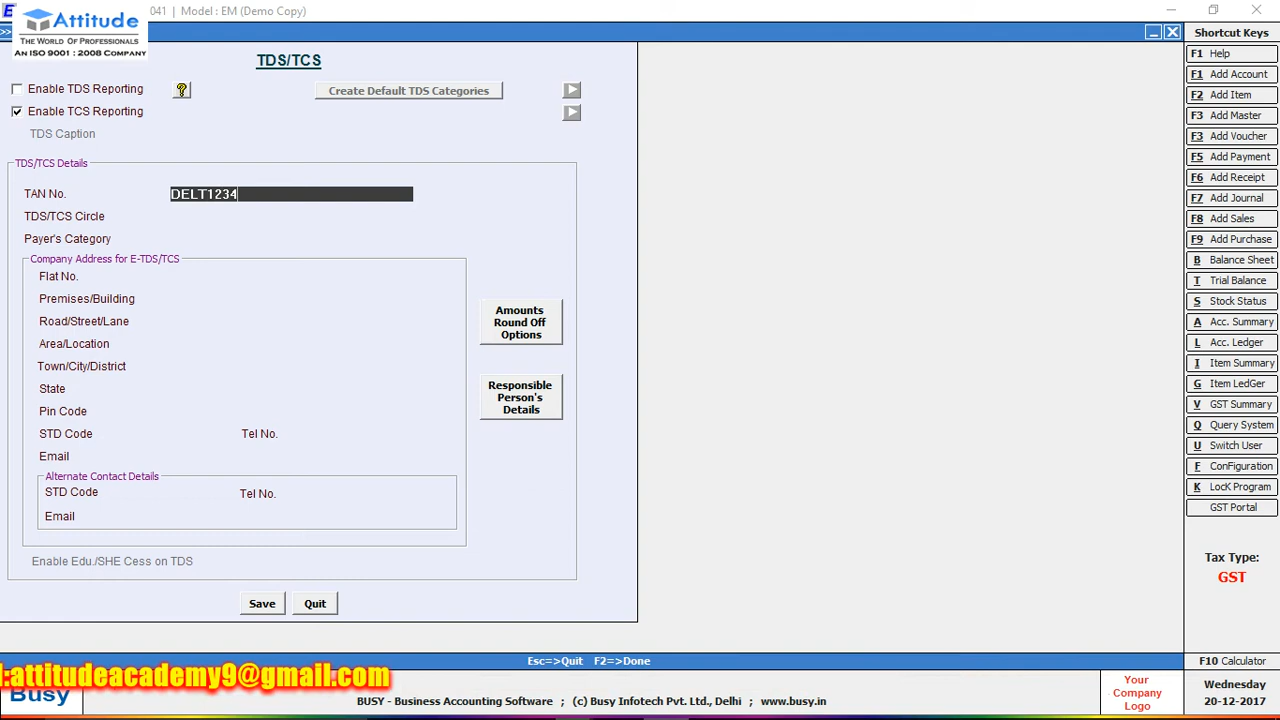 041 | Model : EM (Demo Copy)
Attitude
THE WORLD OF PROFESSIONALS
AN ISO 9001 : 2008 COMPANY
>>
Shortcut Keys
TDS/TCS
Enable TDS Reporting
?
Create Default TDS Categories
Enable TCS Reporting
TDS Caption
TDS/TCS Details
TAN No. DELT1234
TDS/TCS Circle
Payer's Category
Company Address for E-TDS/TCS
Flat No.
Premises/Building
Road/Street/Lane
Area/Location
Town/City/District
State
Pin Code
STD Code Tel No.
Email
Alternate Contact Details
STD Code Tel No.
Email
Enable Edu./SHE Cess on TDS
Amounts
Round Off
Options
Responsible
Person's
Details
Save Quit
F1 Help
F1 Add Account
F2 Add Item
F3 Add Master
F3 Add Voucher
F5 Add Payment
F6 Add Receipt
F7 Add Journal
F8 Add Sales
F9 Add Purchase
B Balance Sheet
T Trial Balance
S Stock Status
A Acc. Summary
L Acc. Ledger
I Item Summary
G Item LedGer
V GST Summary
Q Query System
U Switch User
F ConFiguration
K LocK Program
GST Portal
Tax Type:
GST
Esc=>Quit F2=>Done
F10 Calculator
:attitudeacademy9@gmail.com
Busy
BUSY - Business Accounting Software ; (c) Busy Infotech Pvt. Ltd., Delhi ; www.busy.in
Your
Company
Logo
Wednesday
20-12-2017